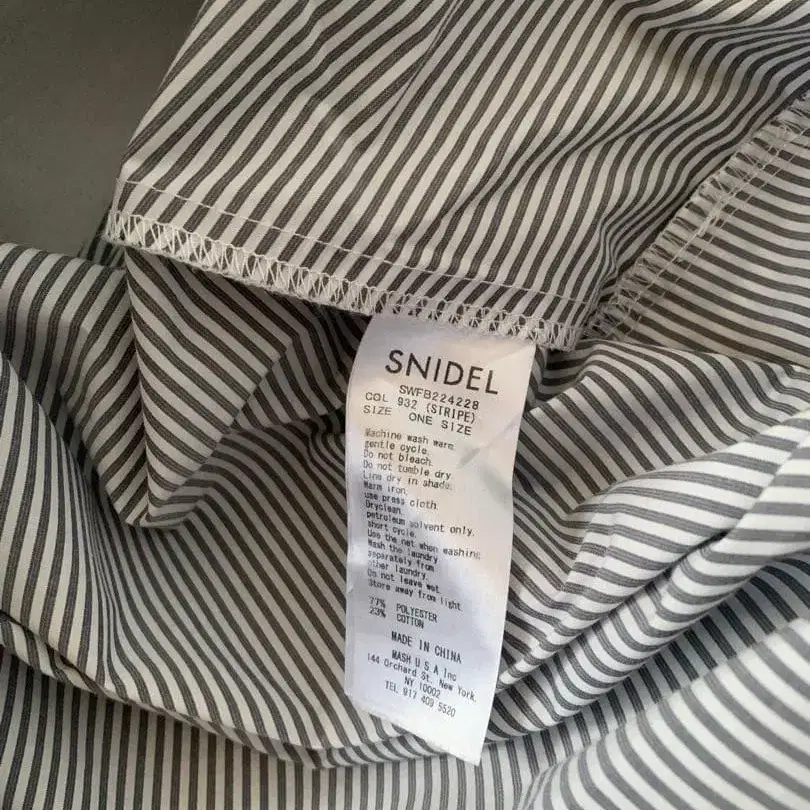 SNIDEL
SWFB224228
COL 932 (STRIPE)
SIZE ONE SIZE
Machine wash warm.
gentle cycle.
Do not bleach.
Do not tumble dry.
Line dry in shade.
Warm iron.
use press cloth.
Dryclean.
petroleum solvent only.
short cycle.
Use the net when washing
Wash the laundry
separately from
other laundry.
Do not leave wet.
Store away from light
77% POLYESTER
23% COTTON
MADE IN CHINA
MASH U S A Inc
144 Orchard St. New York.
NY 10002
TEL 917 409 5520